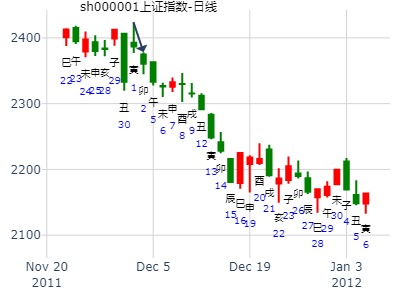 sh000001上证指数-日线
2400
2300
2200
2100
巳 午 未 申 亥 子 丑 寅 卯 午 未 申 酉 戌 丑 寅 卯 辰 巳 申 酉 戌 亥 子 丑 辰 巳 午 未 子 丑 寅
22 23 24 25 28 29 30 1 2 5 6 7 8 9 12 13 14 15 16 19 20 21 22 23 26 27 28 29 30 4 5 6
Nov 20
2011
Dec 5
Dec 19
Jan 3
2012